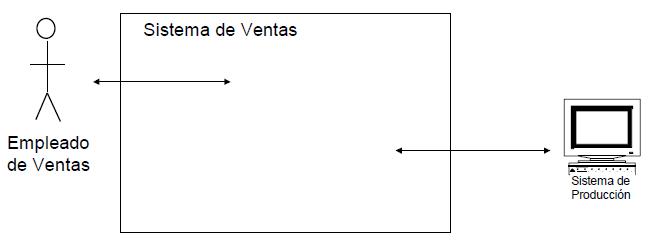 Sistema de Ventas
Empleado
de Ventas
Sistema de
Producción